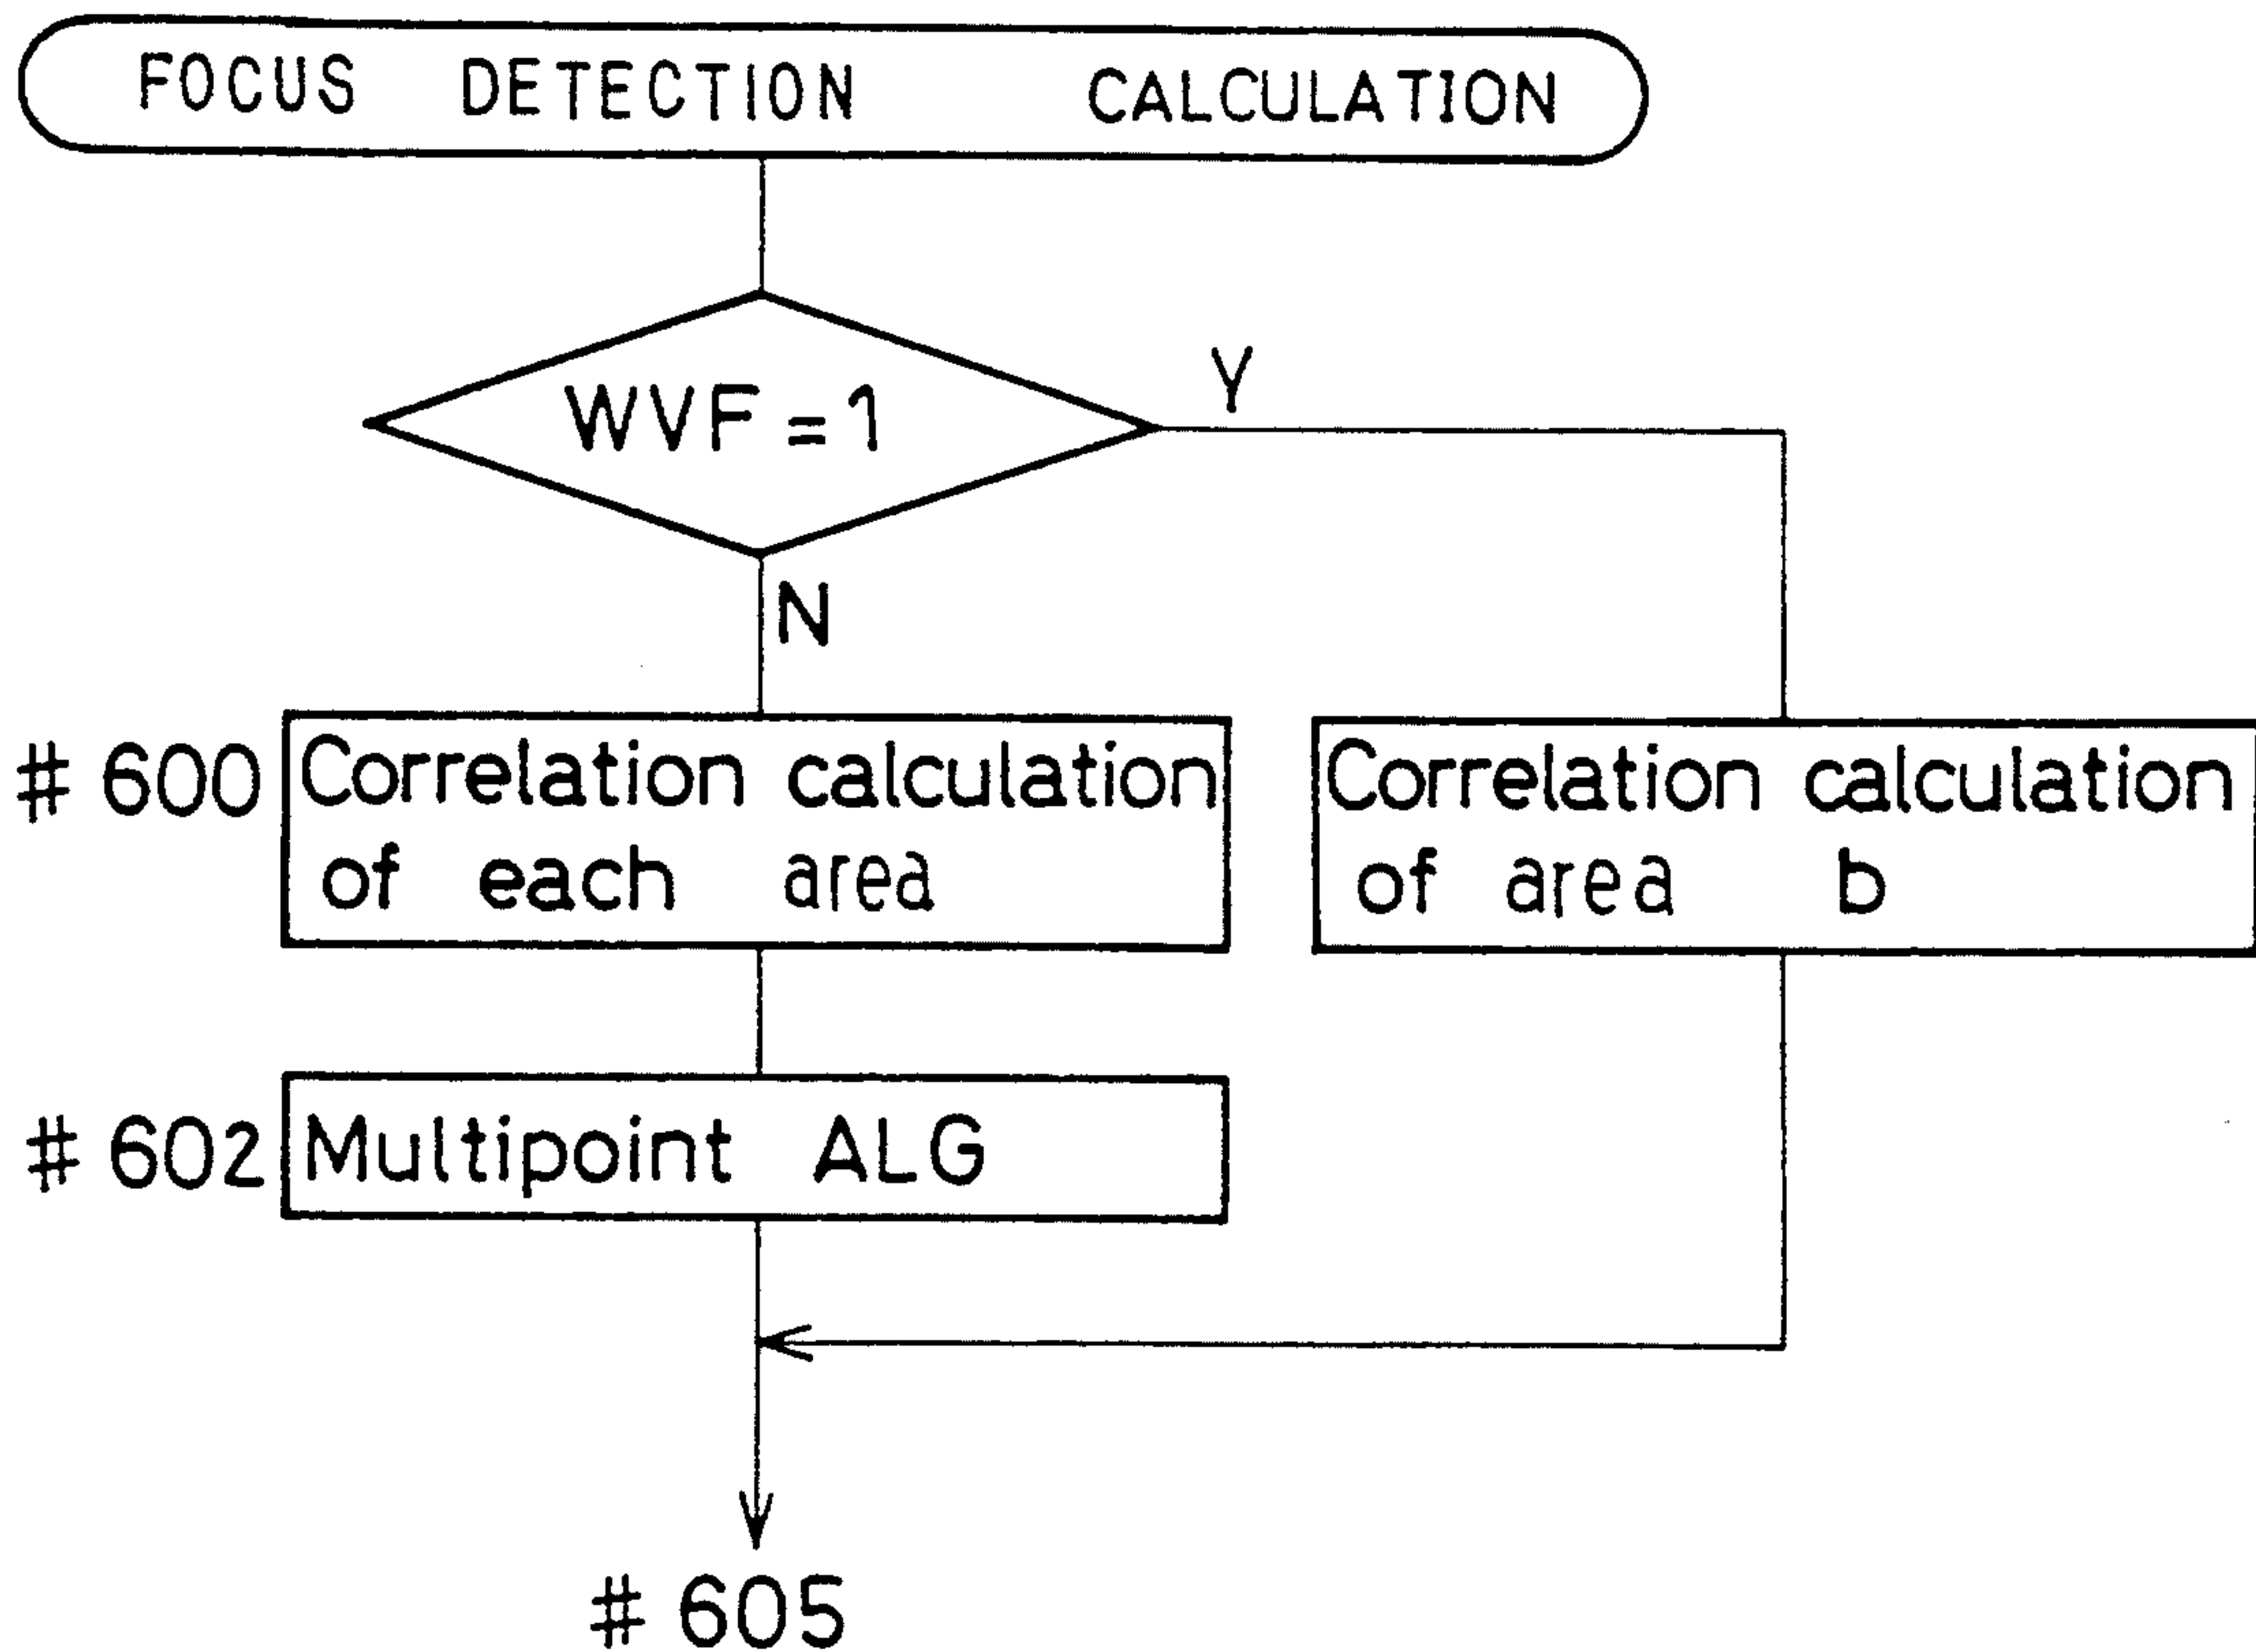 FOCUS DETECTION CALCULATION
WVF=1
Y
N
# 600
Correlation calculation
of each area
Correlation calculation
of area b
# 602
Multipoint ALG
# 605